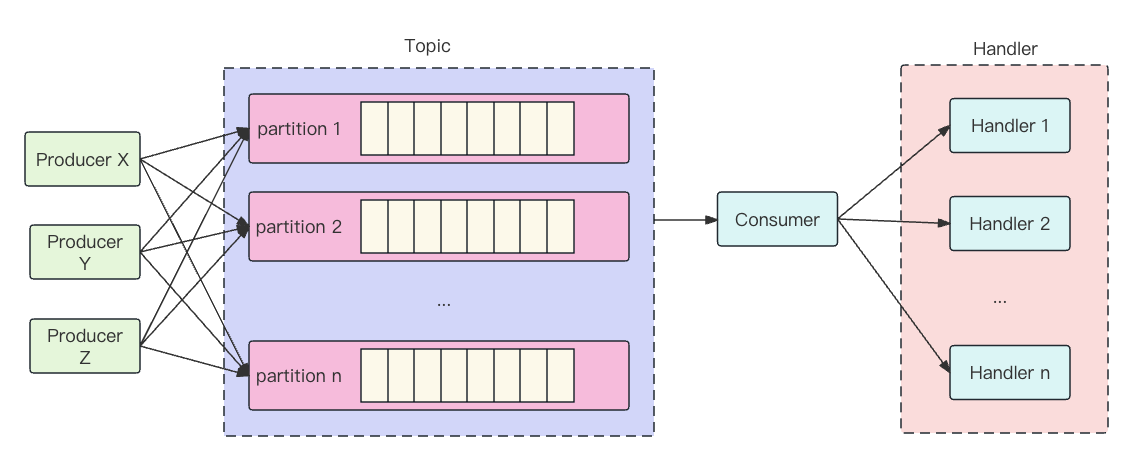 Topic
Handler
Producer X
Producer
Y
Producer
Z
partition 1
partition 2
...
partition n
Consumer
Handler 1
Handler 2
...
Handler n